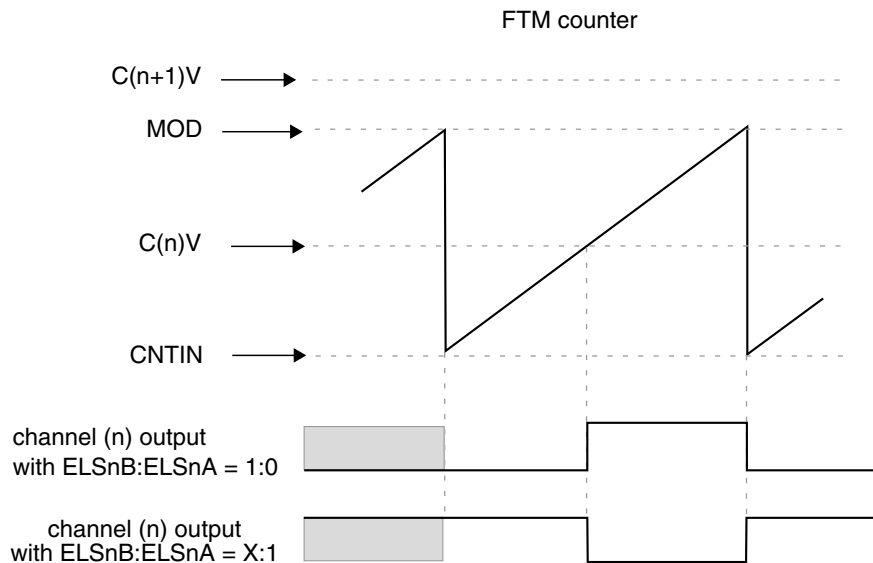 FTM counter
C(n+1)V
MOD
C(n)V
CNTIN
channel (n) output
with ELSnB:ELSnA = 1:0
channel (n) output
with ELSnB:ELSnA = X:1